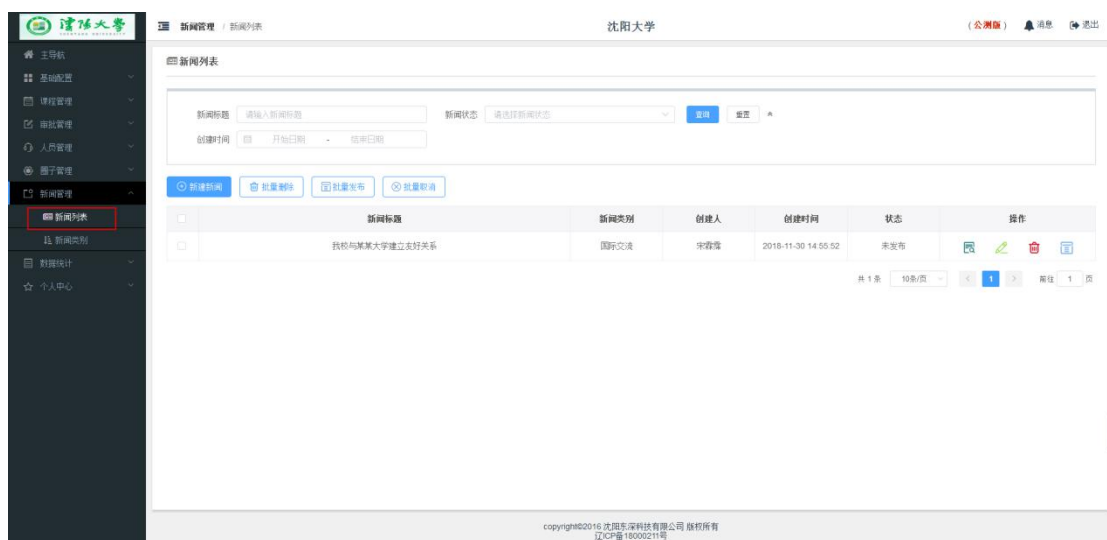 沈阳大学
SHENYANG UNIVERSITY
新闻管理 / 新闻列表
沈阳大学
(公测版)
消息
退出
主导航
基础配置
课程管理
审批管理
人员管理
圈子管理
新闻管理
新闻列表
新闻类别
数据统计
个人中心
新闻列表
新闻标题 请输入新闻标题 新闻状态 请选择新闻状态 查询 重置
创建时间 开始日期 - 结束日期
新建新闻 批量删除 批量发布 批量取消
新闻标题 新闻类别 创建人 创建时间 状态 操作
我校与某某大学建立友好关系 国际交流 宋霏霏 2018-11-30 14:55:52 未发布
共 1 条 10条/页 < 1 > 前往 1 页
copyright©2016 沈阳东深科技有限公司 版权所有
辽ICP备18000211号